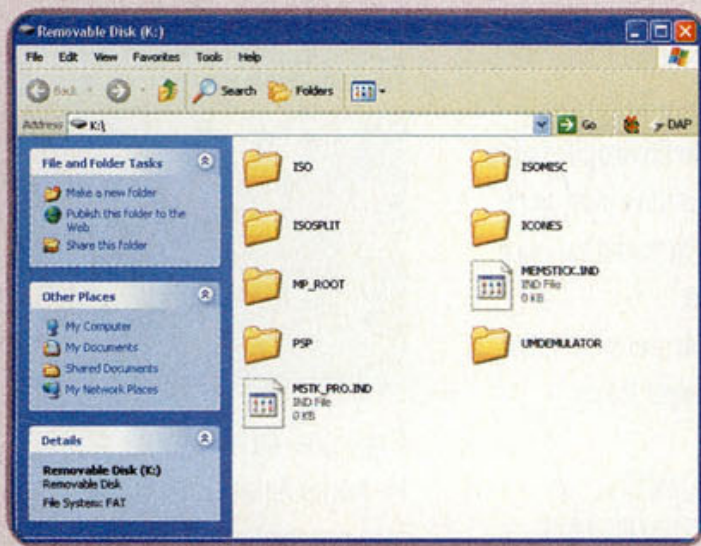 Removable Disk (K:)
File Edit View Favorites Tools Help
Back Search Folders
Address K:\ Go DAP
File and Folder Tasks
Make a new folder
Publish this folder to the
Web
Share this folder
Other Places
My Computer
My Documents
Shared Documents
My Network Places
Details
Removable Disk (K:)
Removable Disk
File System: FAT
ISO
ISOMISC
ISOSPLIT
ICONES
MP_ROOT
MEMSTICK.IND
IND File
0 KB
PSP
UMDEMULATOR
MSTK_PRO.IND
IND File
0 KB